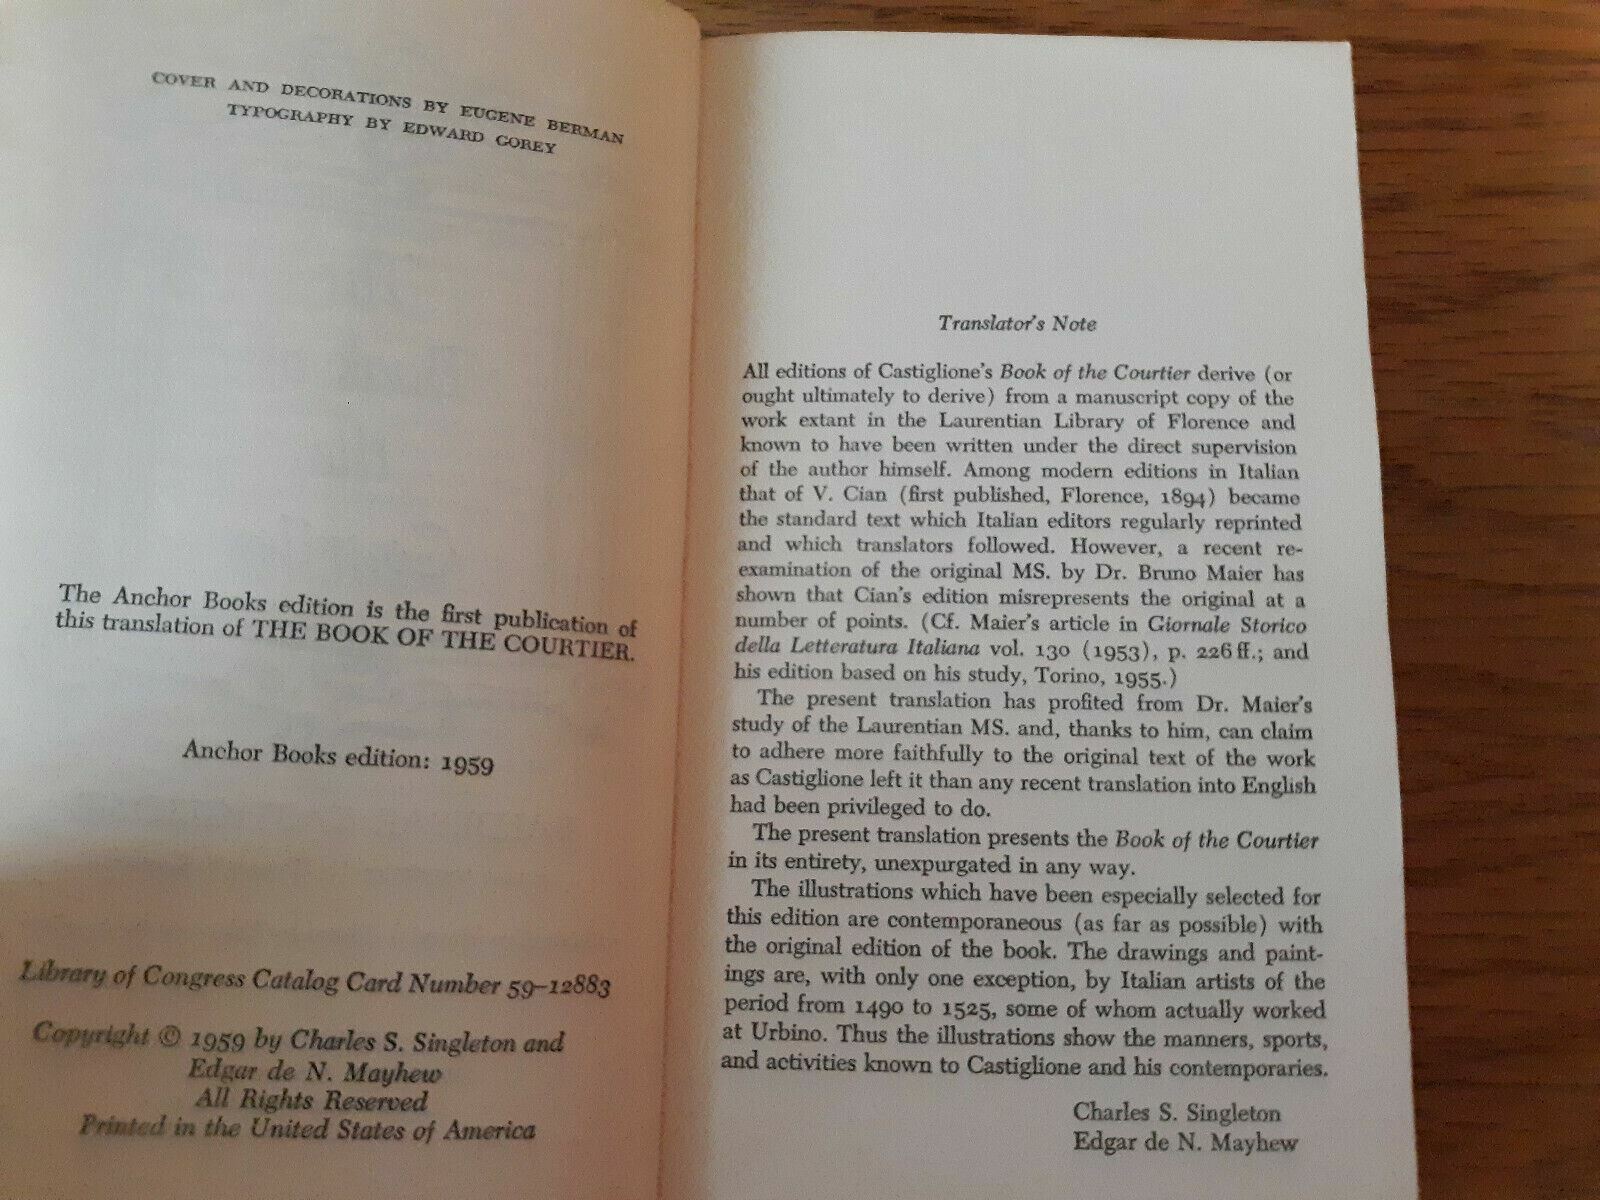 COVER AND DECORATIONS BY EUGENE BERMAN
TYPOGRAPHY BY EDWARD GOREY
The Anchor Books edition is the first publication of
this translation of THE BOOK OF THE COURTIER.
Anchor Books edition: 1959
Library of Congress Catalog Card Number 59–12883
Copyright © 1959 by Charles S. Singleton and
Edgar de N. Mayhew
All Rights Reserved
Printed in the United States of America
Translator's Note
All editions of Castiglione's Book of the Courtier derive (or
ought ultimately to derive) from a manuscript copy of the
work extant in the Laurentian Library of Florence and
known to have been written under the direct supervision
of the author himself. Among modern editions in Italian
that of V. Cian (first published, Florence, 1894) became
the standard text which Italian editors regularly reprinted
and which translators followed. However, a recent re-
examination of the original MS. by Dr. Bruno Maier has
shown that Cian's edition misrepresents the original at a
number of points. (Cf. Maier's article in Giornale Storico
della Letteratura Italiana vol. 130 (1953), p. 226 ff.; and
his edition based on his study, Torino, 1955.)
The present translation has profited from Dr. Maier's
study of the Laurentian MS. and, thanks to him, can claim
to adhere more faithfully to the original text of the work
as Castiglione left it than any recent translation into English
had been privileged to do.
The present translation presents the Book of the Courtier
in its entirety, unexpurgated in any way.
The illustrations which have been especially selected for
this edition are contemporaneous (as far as possible) with
the original edition of the book. The drawings and paint-
ings are, with only one exception, by Italian artists of the
period from 1490 to 1525, some of whom actually worked
at Urbino. Thus the illustrations show the manners, sports,
and activities known to Castiglione and his contemporaries.
Charles S. Singleton
Edgar de N. Mayhew